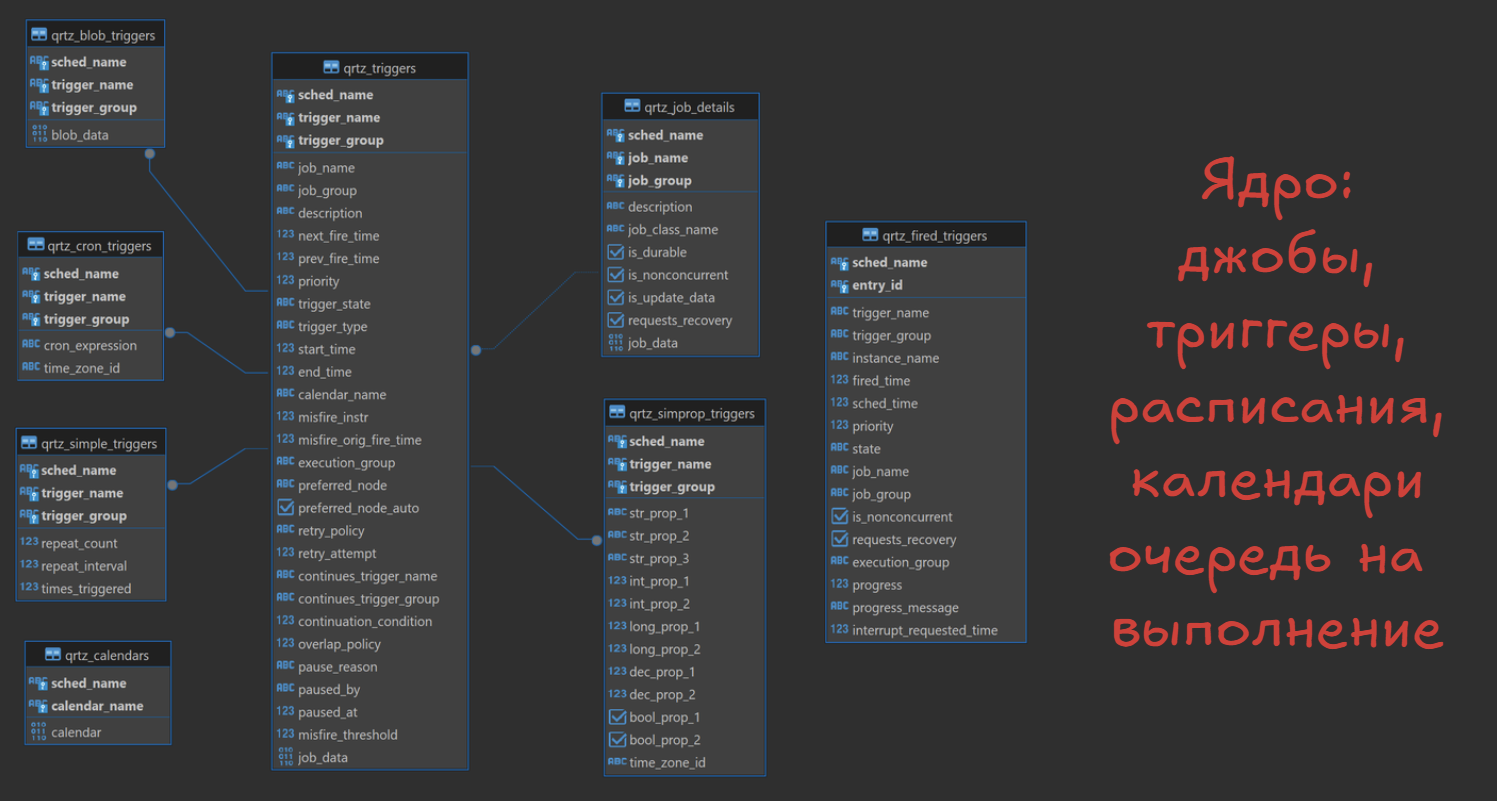 qrtz_blob_triggers
sched_name
trigger_name
trigger_group
blob_data
qrtz_cron_triggers
sched_name
trigger_name
trigger_group
cron_expression
time_zone_id
qrtz_simple_triggers
sched_name
trigger_name
trigger_group
repeat_count
repeat_interval
times_triggered
qrtz_calendars
sched_name
calendar_name
calendar
qrtz_triggers
sched_name
trigger_name
trigger_group
job_name
job_group
description
next_fire_time
prev_fire_time
priority
trigger_state
trigger_type
start_time
end_time
calendar_name
misfire_instr
misfire_orig_fire_time
execution_group
preferred_node
preferred_node_auto
retry_policy
retry_attempt
continues_trigger_name
continues_trigger_group
continuation_condition
overlap_policy
pause_reason
paused_by
paused_at
misfire_threshold
job_data
qrtz_job_details
sched_name
job_name
job_group
description
job_class_name
is_durable
is_nonconcurrent
is_update_data
requests_recovery
job_data
qrtz_simprop_triggers
sched_name
trigger_name
trigger_group
str_prop_1
str_prop_2
str_prop_3
int_prop_1
int_prop_2
long_prop_1
long_prop_2
dec_prop_1
dec_prop_2
bool_prop_1
bool_prop_2
time_zone_id
qrtz_fired_triggers
sched_name
entry_id
trigger_name
trigger_group
instance_name
fired_time
sched_time
priority
state
job_name
job_group
is_nonconcurrent
requests_recovery
execution_group
progress
progress_message
interrupt_requested_time
Ядро:
джобы,
триггеры,
расписания,
календари
очередь на
выполнение